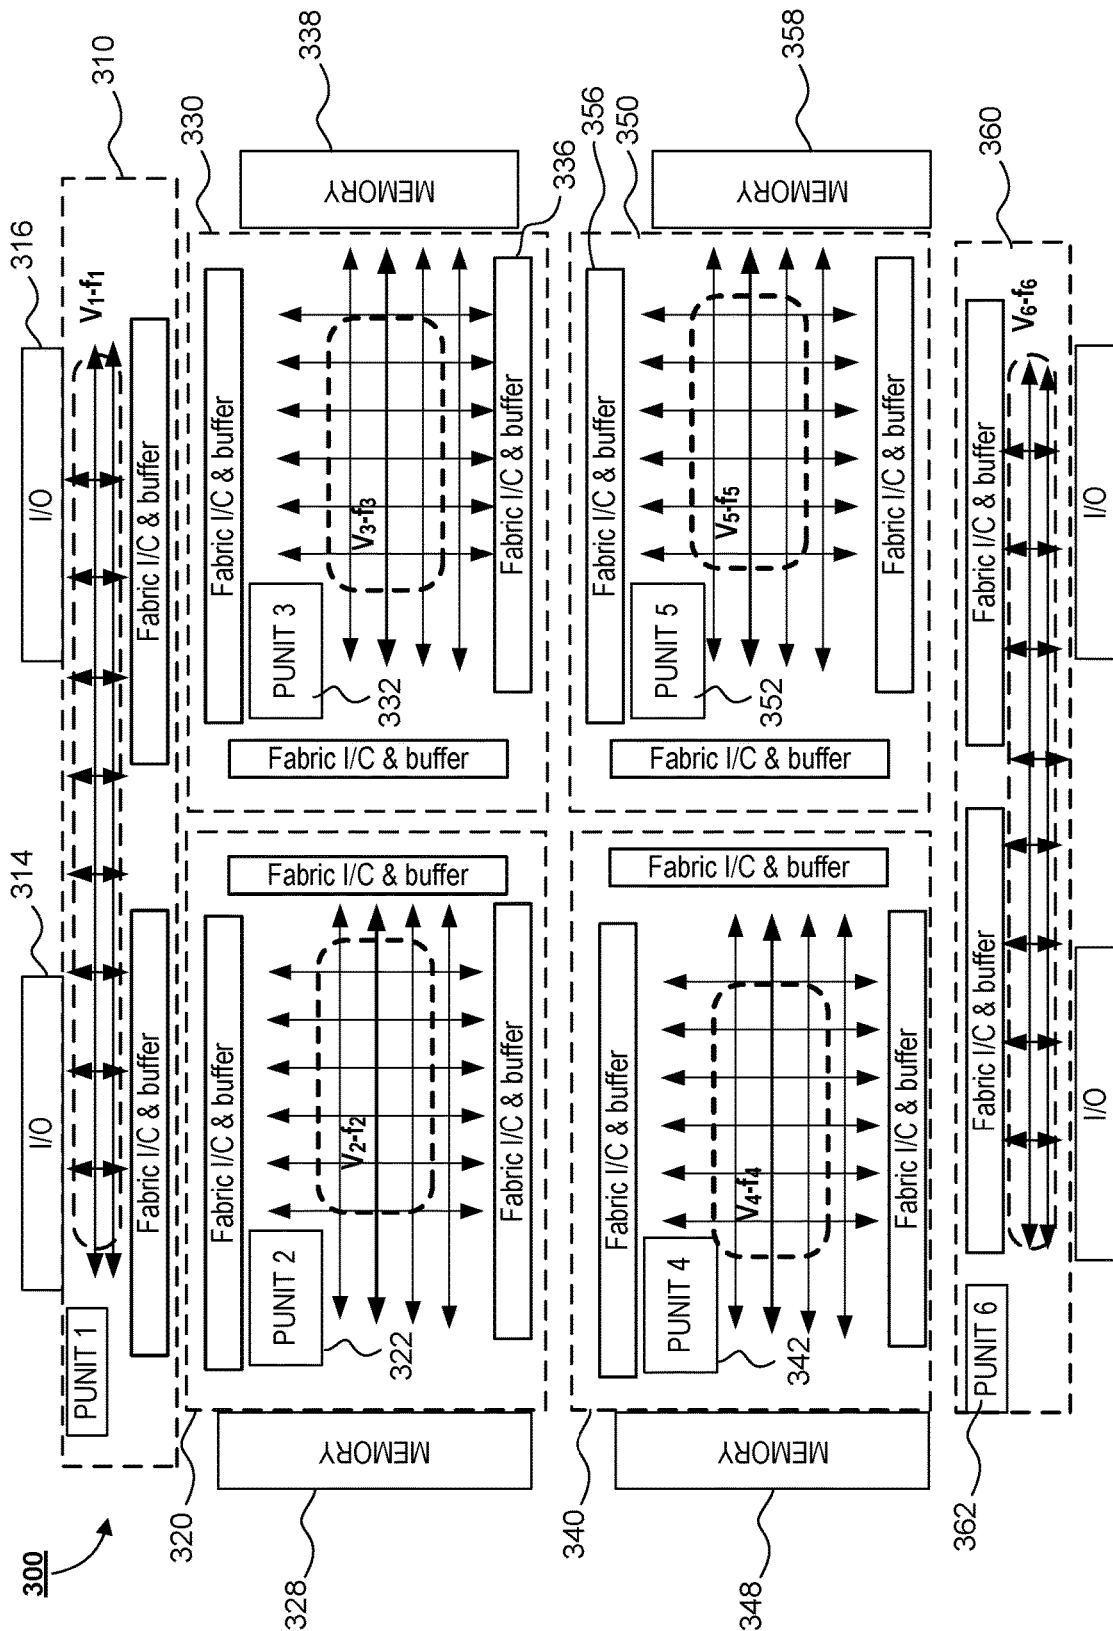 300
310
314
316
I/O
I/O
PUNIT 1
V1-f1
Fabric I/C & buffer
Fabric I/C & buffer
320
330
328
MEMORY
338
MEMORY
Fabric I/C & buffer
Fabric I/C & buffer
PUNIT 2
322
V2-f2
Fabric I/C & buffer
Fabric I/C & buffer
PUNIT 3
332
V3-f3
Fabric I/C & buffer
Fabric I/C & buffer
336
340
350
348
MEMORY
358
MEMORY
Fabric I/C & buffer
Fabric I/C & buffer
356
PUNIT 4
342
V4-f4
Fabric I/C & buffer
Fabric I/C & buffer
PUNIT 5
352
V5-f5
Fabric I/C & buffer
Fabric I/C & buffer
360
362
PUNIT 6
Fabric I/C & buffer
Fabric I/C & buffer
V6-f6
I/O
I/O